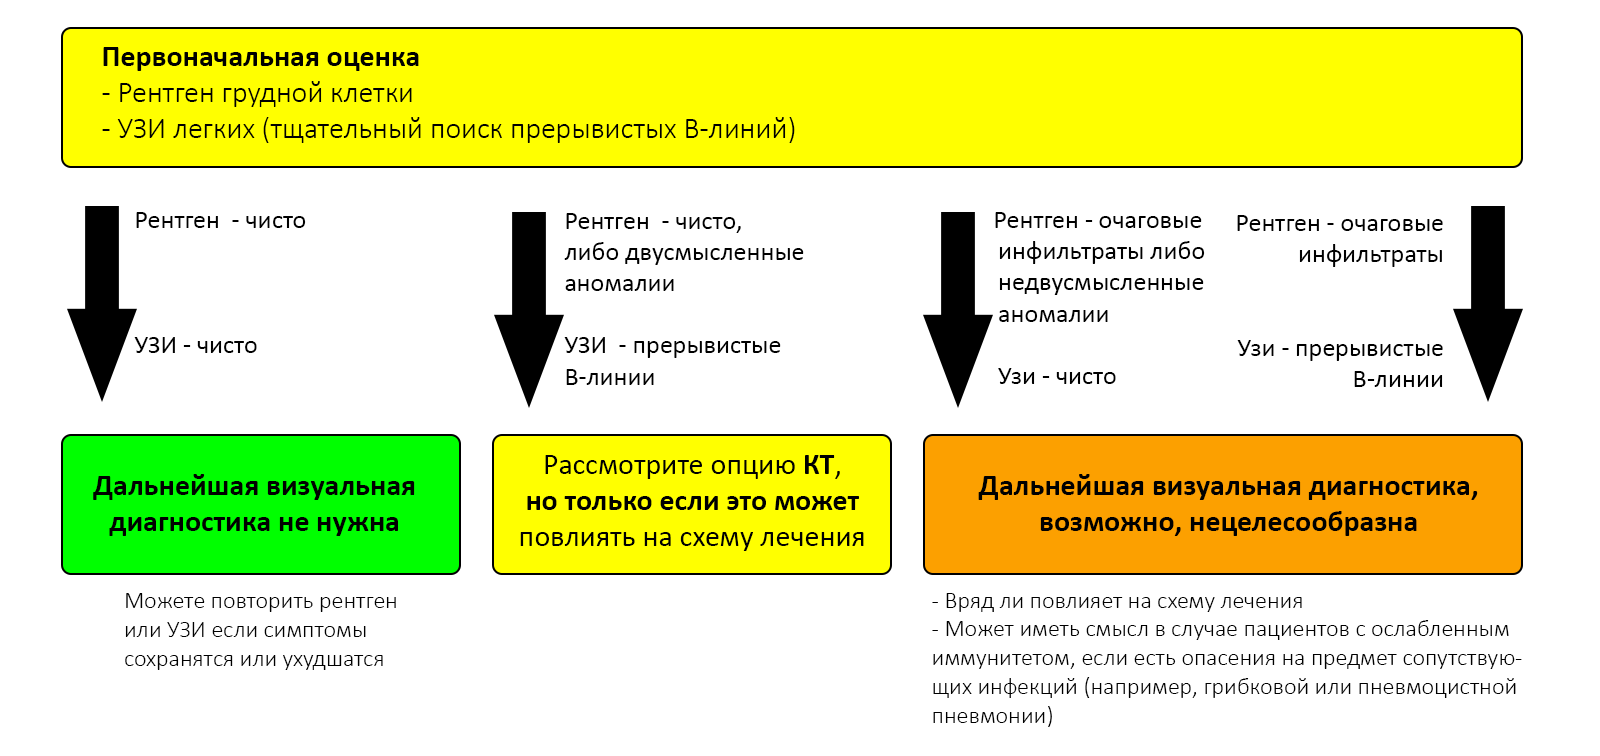 Первоначальная оценка
- Рентген грудной клетки
- УЗИ легких (тщательный поиск прерывистых В-линий)
Рентген - чисто
УЗИ - чисто
Рентген - чисто,
либо двусмысленные
аномалии
УЗИ - прерывистые
В-линии
Рентген - очаговые
инфильтраты либо
недвусмысленные
аномалии
Узи - чисто
Рентген - очаговые
инфильтраты
Узи - прерывистые
В-линии
Дальнейшая визуальная
диагностика не нужна
Рассмотрите опцию КТ,
но только если это может
повлиять на схему лечения
Дальнейшая визуальная диагностика,
возможно, нецелесообразна
Можете повторить рентген
или УЗИ если симптомы
сохранятся или ухудшатся
- Вряд ли повлияет на схему лечения
- Может иметь смысл в случае пациентов с ослабленным
иммунитетом, если есть опасения на предмет сопутствую-
щих инфекций (например, грибковой или пневмоцистной
пневмонии)